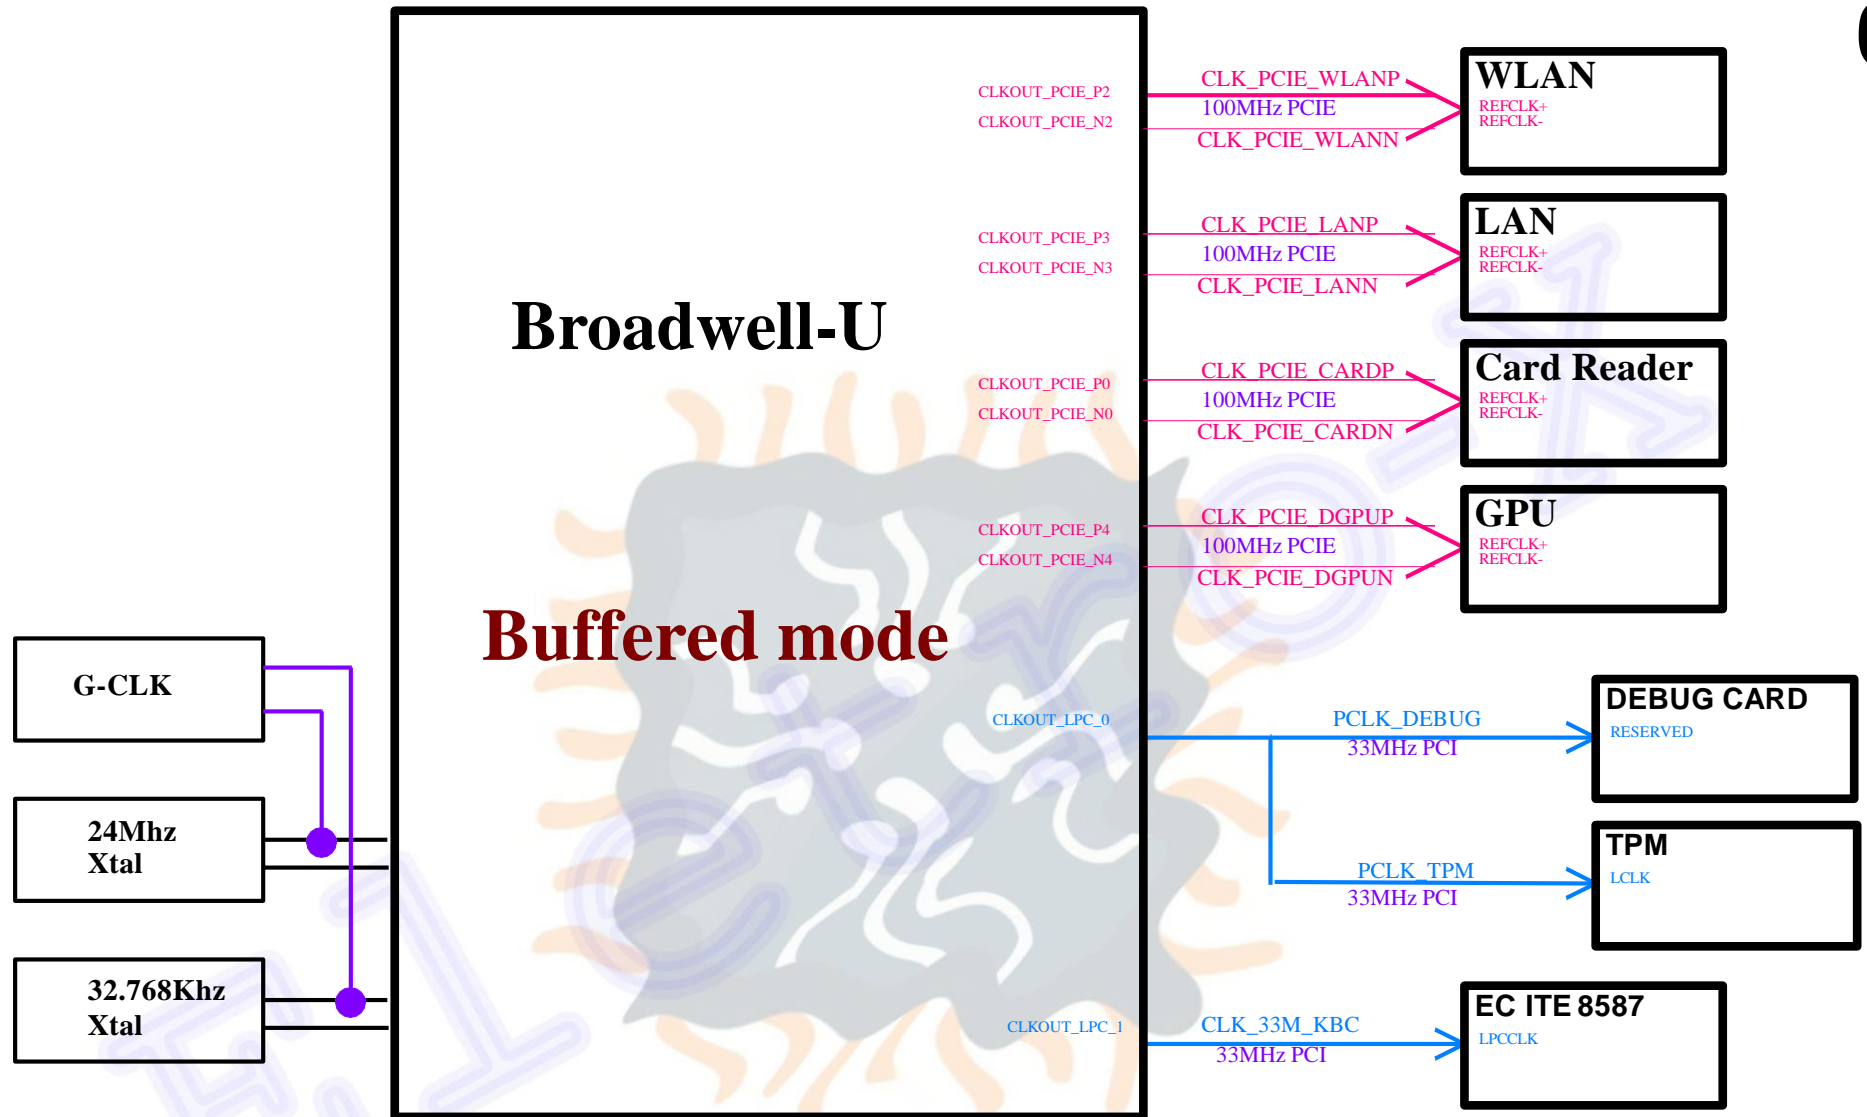 CLKOUT_PCIE_P2
CLKOUT_PCIE_N2
CLK_PCIE_WLANP
100MHz PCIE
CLK_PCIE_WLANN
WLAN
REFCLK+
REFCLK-
CLKOUT_PCIE_P3
CLKOUT_PCIE_N3
CLK_PCIE_LANP
100MHz PCIE
CLK_PCIE_LANN
LAN
REFCLK+
REFCLK-
Broadwell-U
CLKOUT_PCIE_P0
CLKOUT_PCIE_N0
CLK_PCIE_CARDP
100MHz PCIE
CLK_PCIE_CARDN
Card Reader
REFCLK+
REFCLK-
CLKOUT_PCIE_P4
CLKOUT_PCIE_N4
CLK_PCIE_DGPUP
100MHz PCIE
CLK_PCIE_DGPUN
GPU
REFCLK+
REFCLK-
Buffered mode
G-CLK
CLKOUT_LPC_0
PCLK_DEBUG
33MHz PCI
DEBUG CARD
RESERVED
24Mhz
Xtal
PCLK_TPM
33MHz PCI
TPM
LCLK
32.768Khz
Xtal
CLKOUT_LPC_1
CLK_33M_KBC
33MHz PCI
EC ITE 8587
LPCCLK